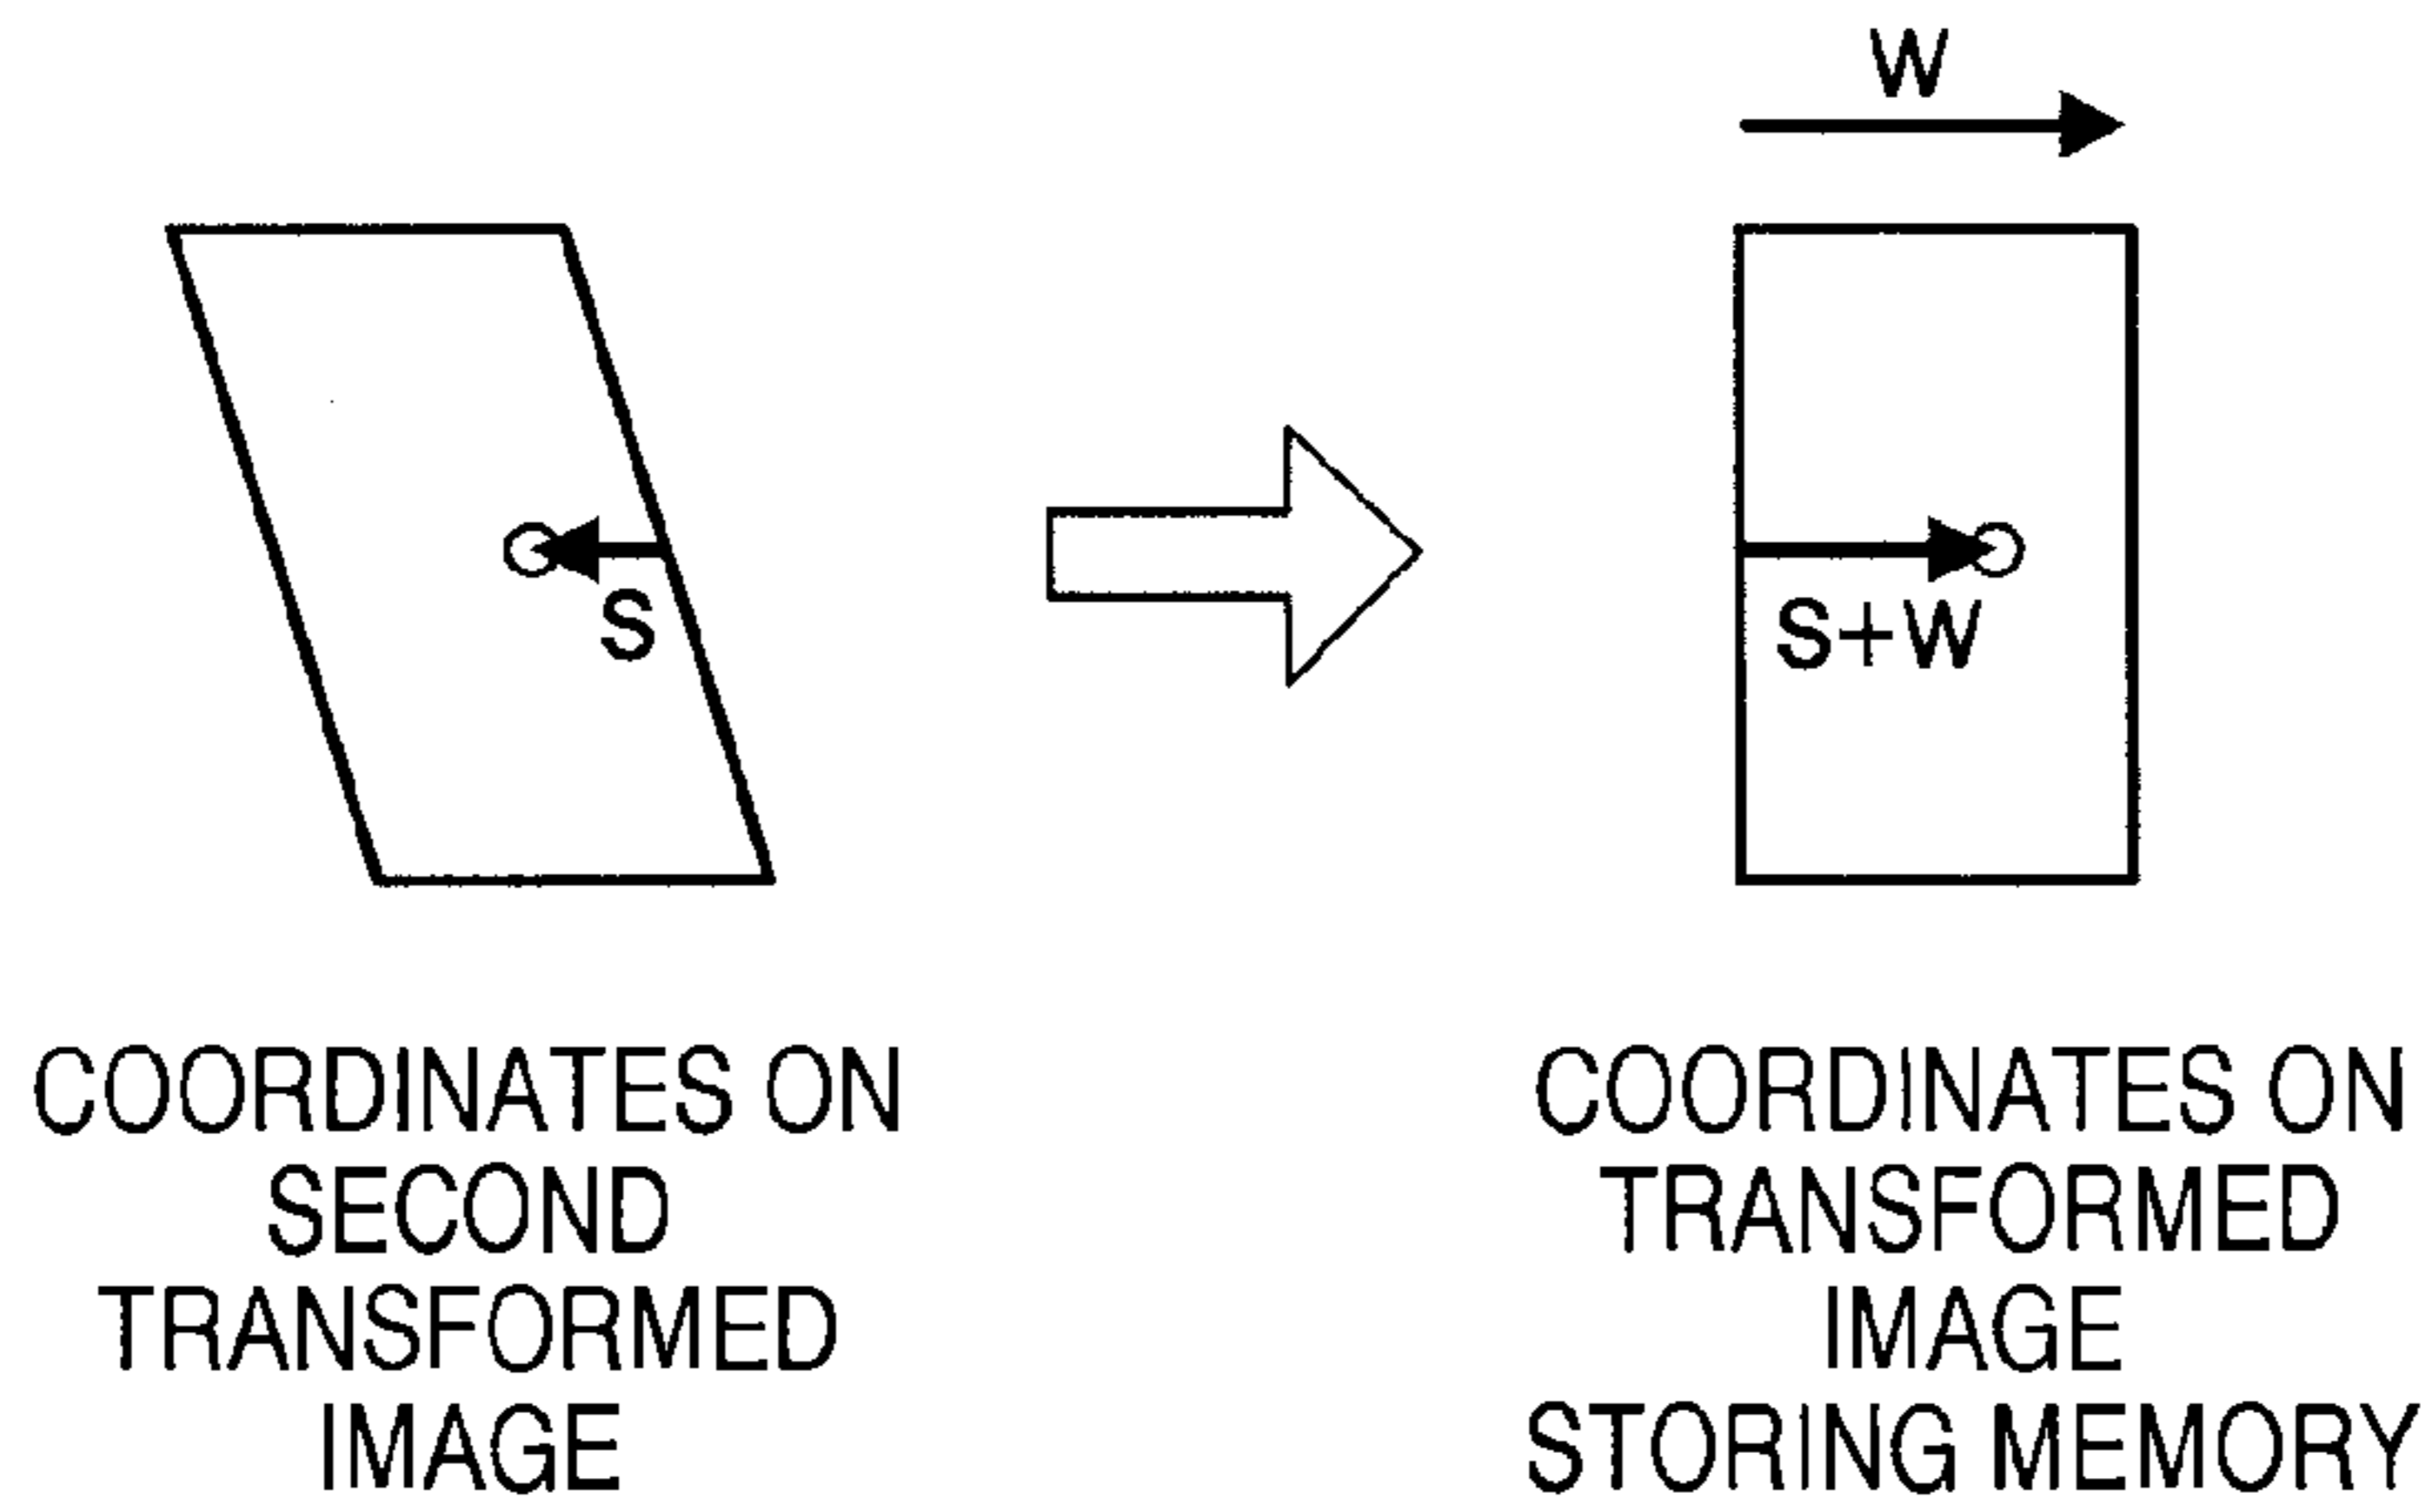 W
S
S+W
COORDINATES ON
SECOND
TRANSFORMED
IMAGE
COORDINATES ON
TRANSFORMED
IMAGE
STORING MEMORY